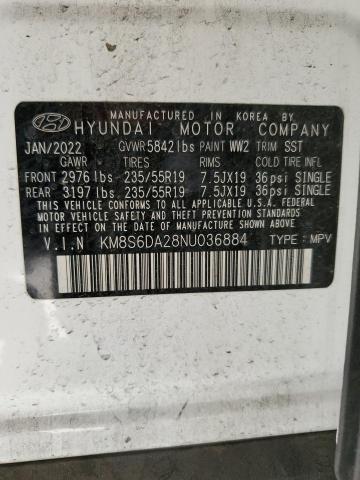 MANUFACTURED IN KOREA BY
HYUNDAI MOTOR COMPANY
JAN/2022 GVWR 5842 lbs PAINT WW2 TRIM SST
GAWR TIRES RIMS COLD TIRE INFL
FRONT 2976 lbs 235/55R19 7.5JX19 36psi SINGLE
REAR 3197 lbs 235/55R19 7.5JX19 36psi SINGLE
THIS VEHICLE CONFORMS TO ALL APPLICABLE U.S.A. FEDERAL
MOTOR VEHICLE SAFETY AND THEFT PREVENTION STANDARDS IN
EFFECT ON THE DATE OF MANUFACTURE SHOWN ABOVE.
V.I.N KM8S6DA28NU036884 TYPE : MPV